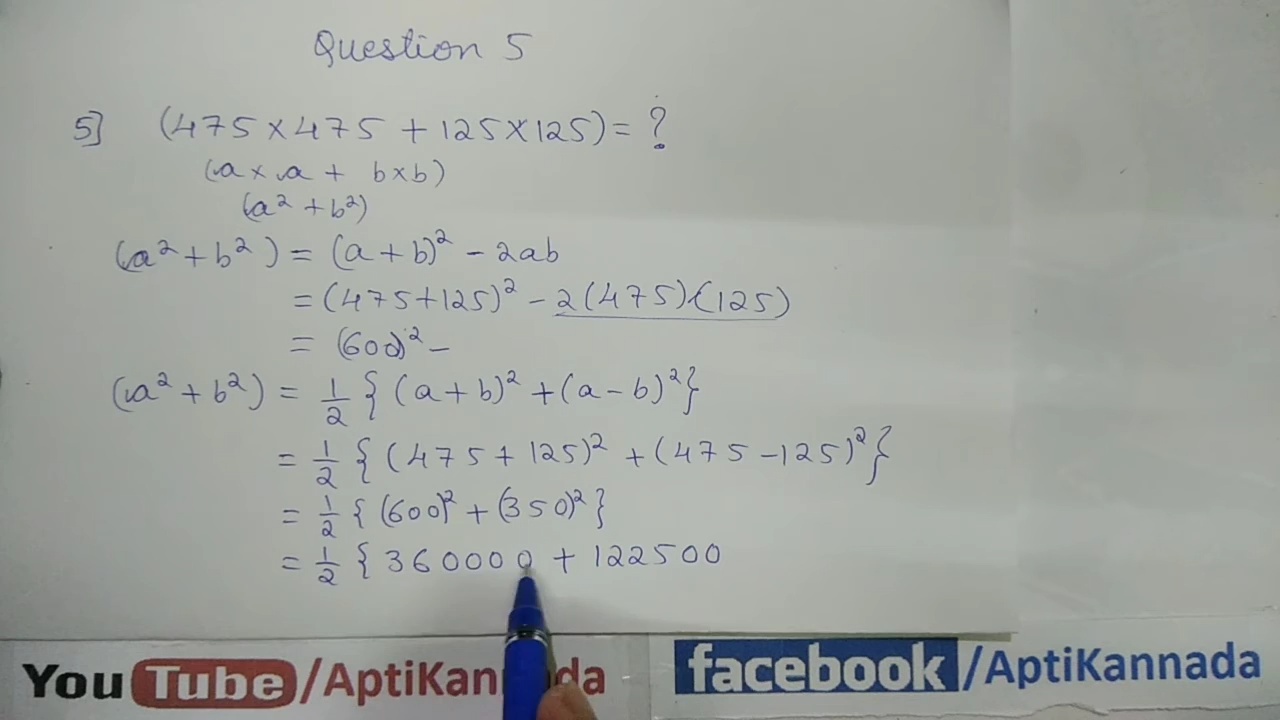 Question 5
5] (475×475 + 125×125) = ?
(a × a + b×b)
(a² + b²)
(a² + b²) = (a + b)² - 2ab
= (475+125)² - 2(475)(125)
= (600)² -
(a² + b²) = 1/2 { (a + b)² + (a - b)² }
= 1/2 { (475 + 125)² + (475 - 125)² }
= 1/2 { (600)² + (350)² }
= 1/2 { 360000 + 122500
YouTube/AptiKan da
facebook/AptiKannada